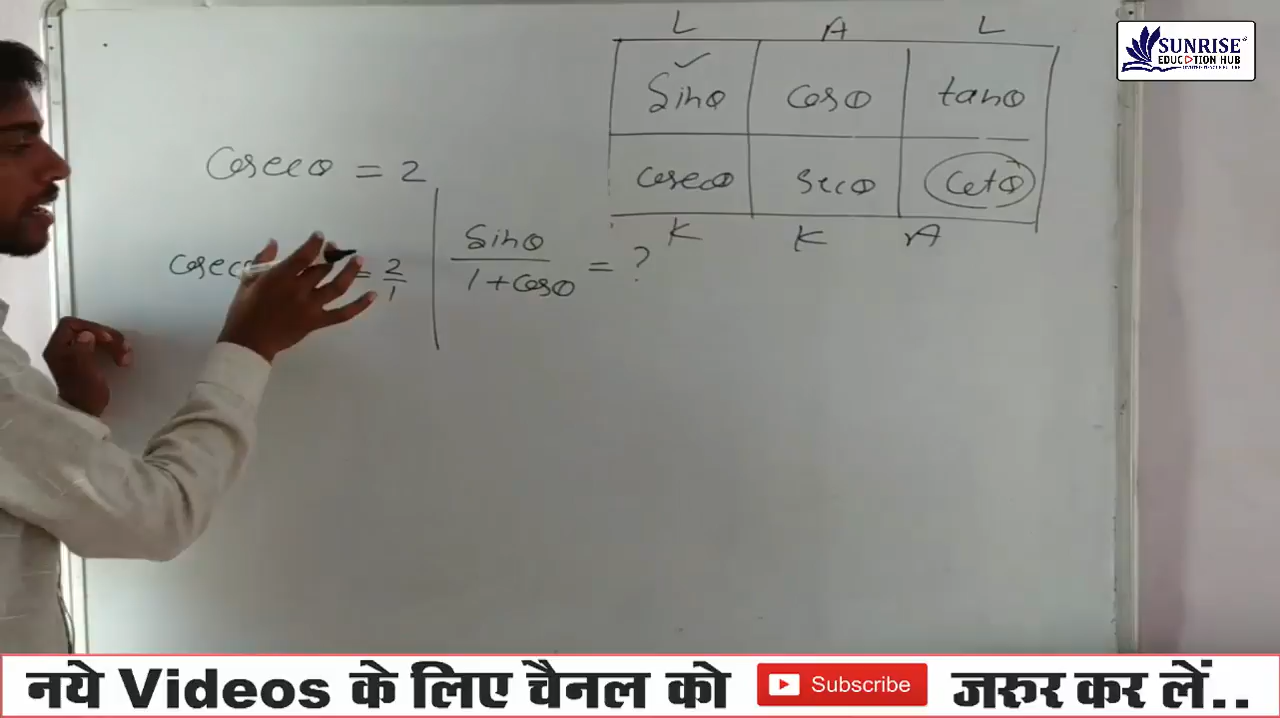 L A L
Sinθ cosθ tanθ
cosecθ secθ cotθ
K K A
Cosecθ = 2
= 2/1
Sinθ/1+cosθ = ?
SUNRISE
EDUCATION HUB
नये Videos के लिए चैनल को Subscribe जरूर कर लें..